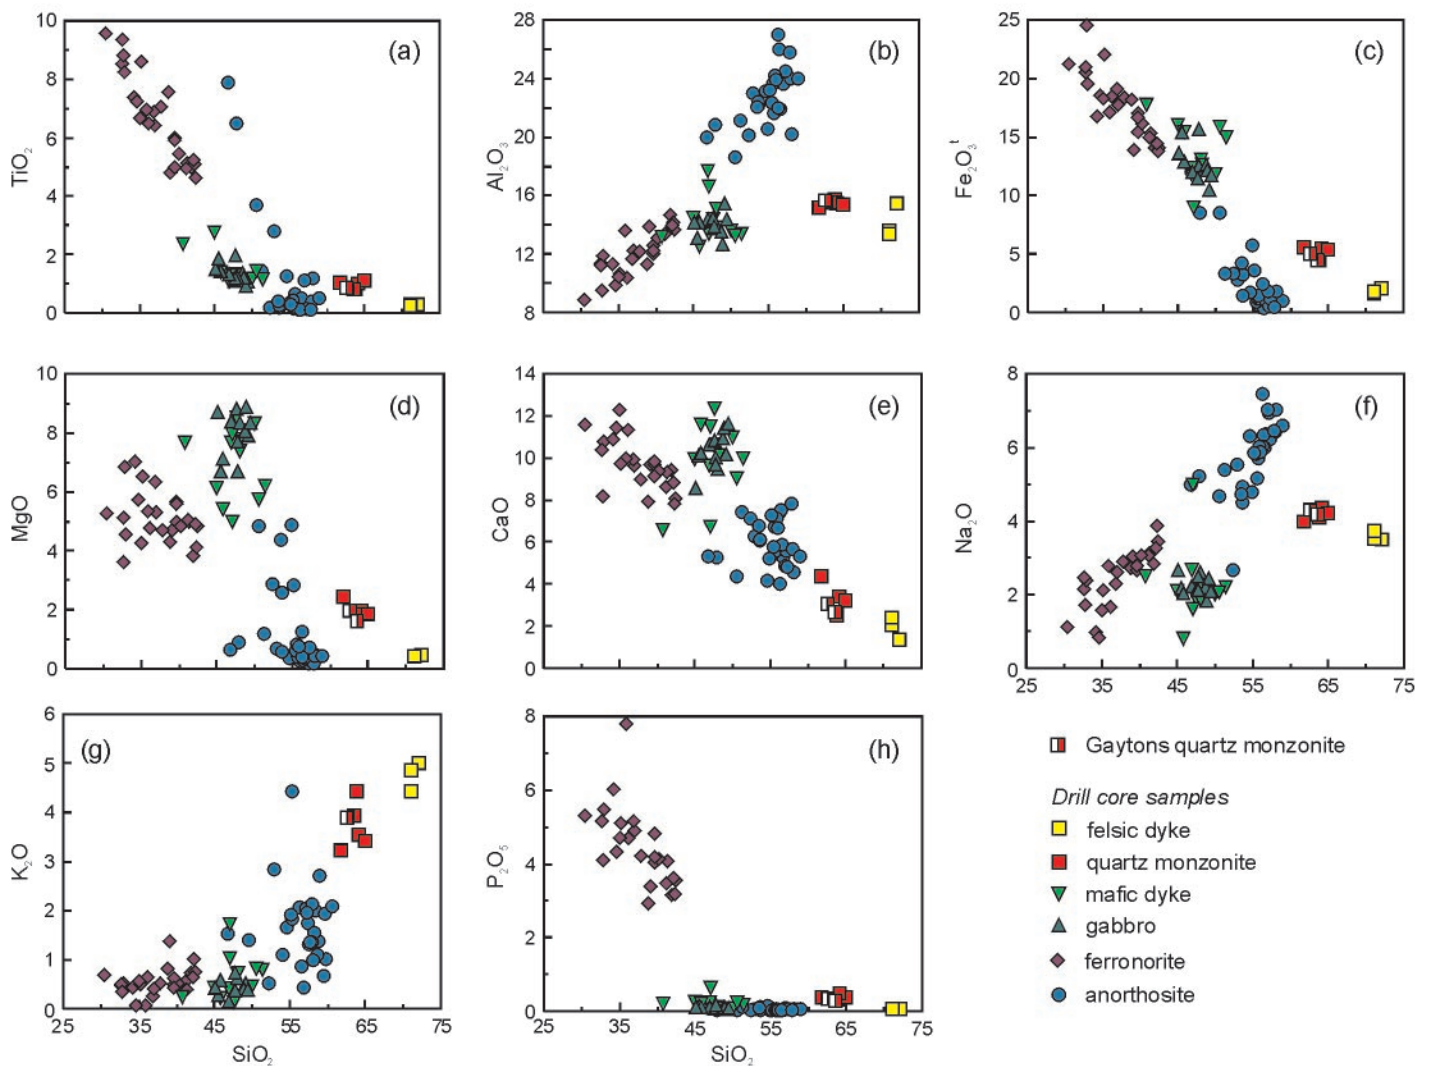 10
8
6
4
2
0
TiO₂
(a)
28
24
20
16
12
8
Al₂O₃
(b)
25
20
15
10
5
0
Fe₂O₃ᵗ
(c)
10
8
6
4
2
0
MgO
(d)
14
12
10
8
6
4
2
0
CaO
(e)
8
6
4
2
0
Na₂O
(f)
25 35 45 55 65 75
6
5
4
3
2
1
0
K₂O
(g)
25 35 45 55 65 75
SiO₂
8
6
4
2
0
P₂O₅
(h)
25 35 45 55 65 75
SiO₂
Gaytons quartz monzonite
Drill core samples
felsic dyke
quartz monzonite
mafic dyke
gabbro
ferronorite
anorthosite